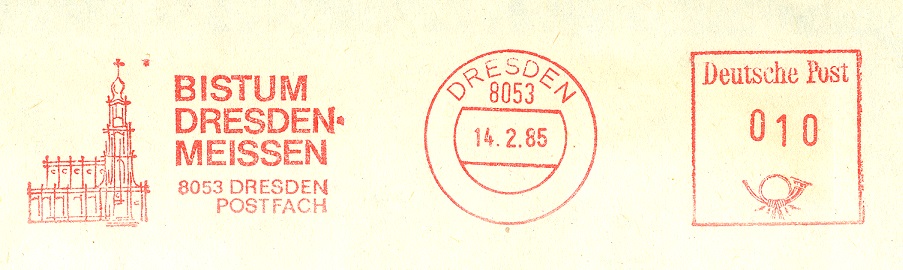 BISTUM
DRESDEN-
MEISSEN
8053 DRESDEN
POSTFACH
DRESDEN
8053
14.2.85
Deutsche Post
010